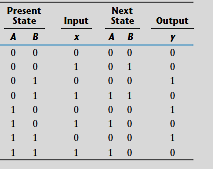 Present Next
State Input State Output
A B x A B y
0 0 0 0 0 0
0 0 1 0 1 0
0 1 0 0 0 1
0 1 1 1 1 0
1 0 0 0 0 1
1 0 1 1 0 0
1 1 0 0 0 1
1 1 1 1 0 0